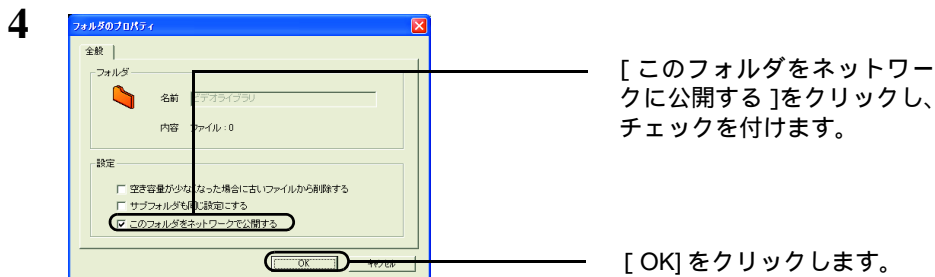 4
フォルダのプロパティ
全般
フォルダ
名前 ビデオライブラリ
内容 ファイル:0
設定
空き容量が少なくなった場合に古いファイルから削除する
サブフォルダも同じ設定にする
このフォルダをネットワークで公開する
OK キャンセル
[ このフォルダをネットワー
クに公開する ]をクリックし、
チェックを付けます。
[ OK] をクリックします。